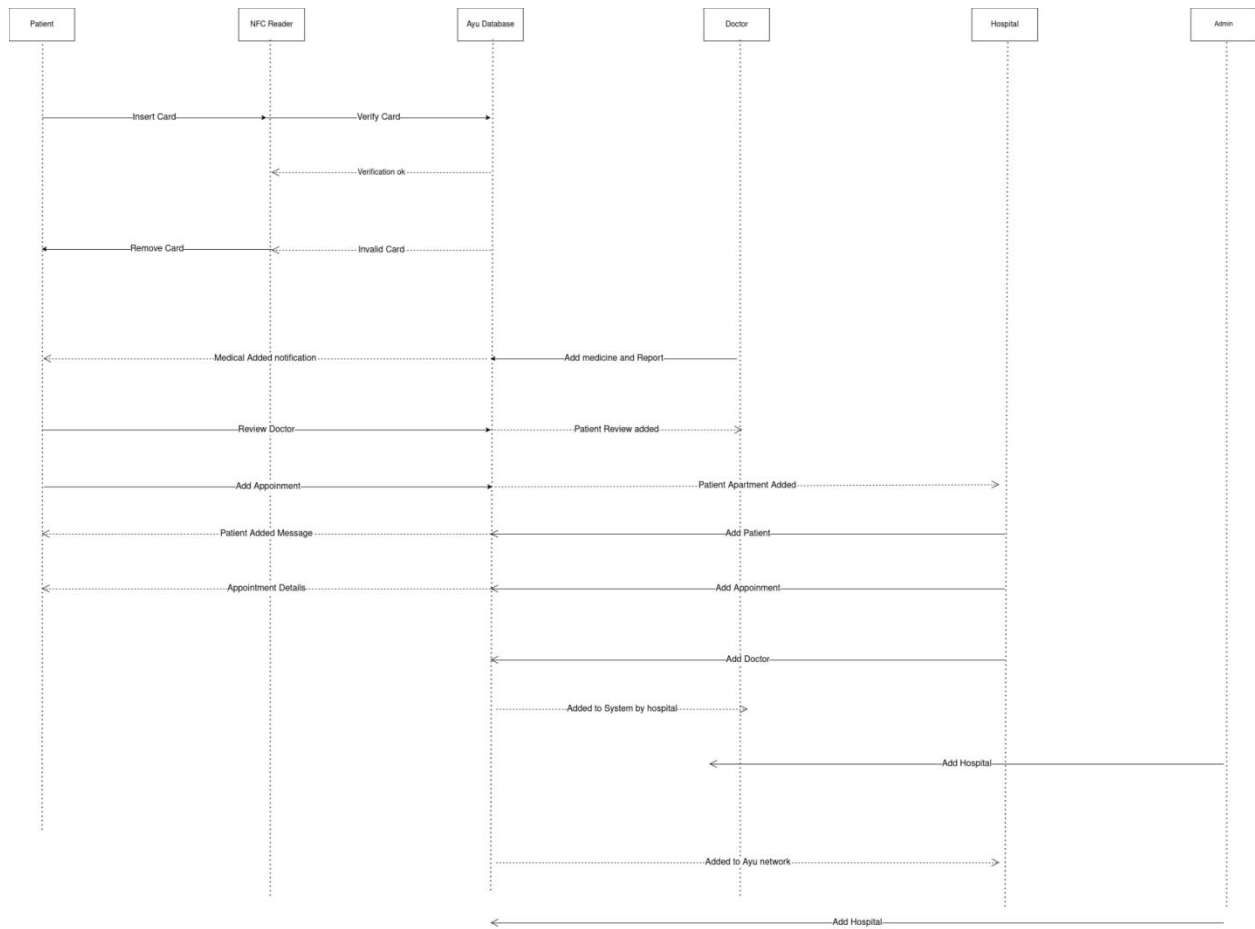 Patient
NFC Reader
Ayu Database
Doctor
Hospital
Admin
Insert Card
Verify Card
Verification ok
Remove Card
Invalid Card
Medical Added notification
Add medicine and Report
Review Doctor
Patient Review added
Add Appoinment
Patient Apartment Added
Patient Added Message
Add Patient
Appointment Details
Add Appoinment
Add Doctor
Added to System by hospital
Add Hospital
Added to Ayu network
Add Hospital